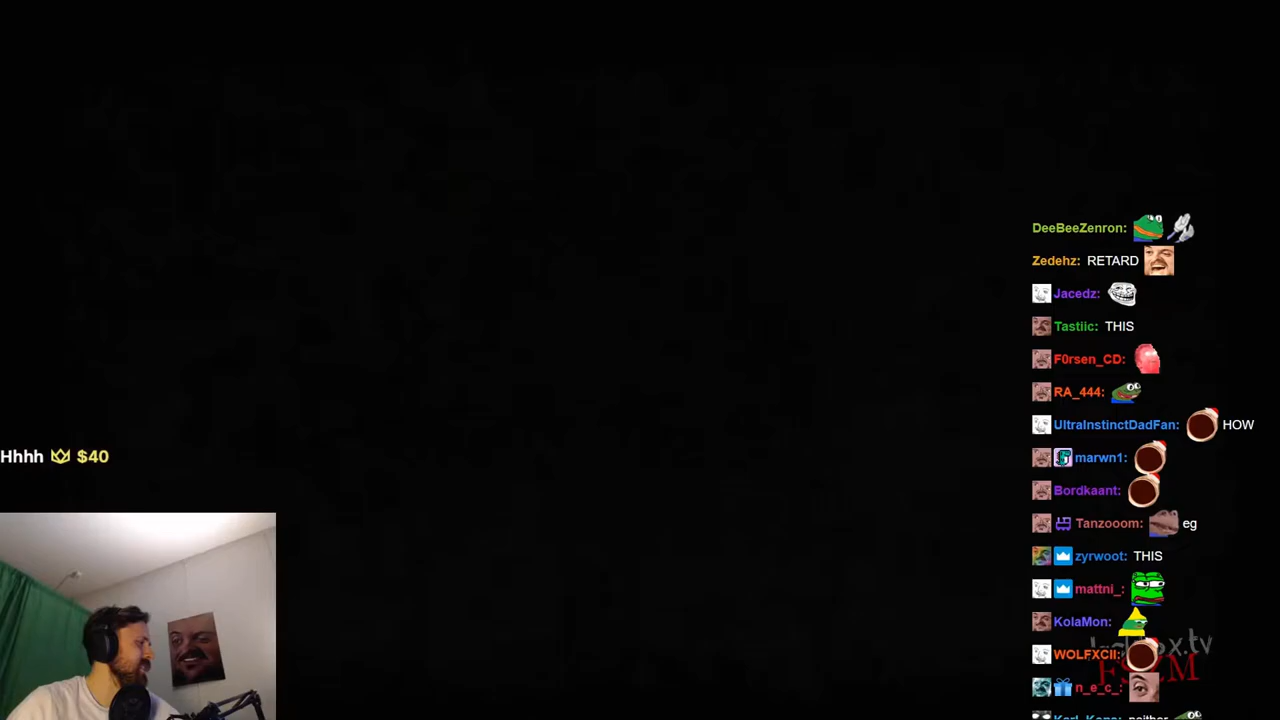 DeeBeeZenron:
Zedehz: RETARD
Jacedz:
Tastiic: THIS
F0rsen_CD:
RA_444:
UltraInstinctDadFan: HOW
marwn1:
Bordkaant:
Tanzooom: eg
zyrwoot: THIS
mattni_:
KolaMon:
WOLFXCII:
n_e_c_:
Hhhh $40